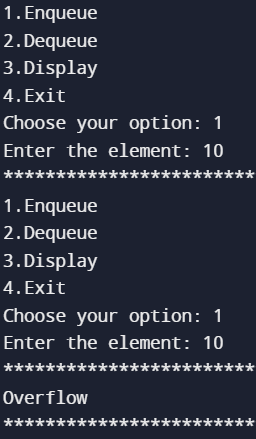 1.Enqueue
2.Dequeue
3.Display
4.Exit
Choose your option: 1
Enter the element: 10
************************
1.Enqueue
2.Dequeue
3.Display
4.Exit
Choose your option: 1
Enter the element: 10
************************
Overflow
************************